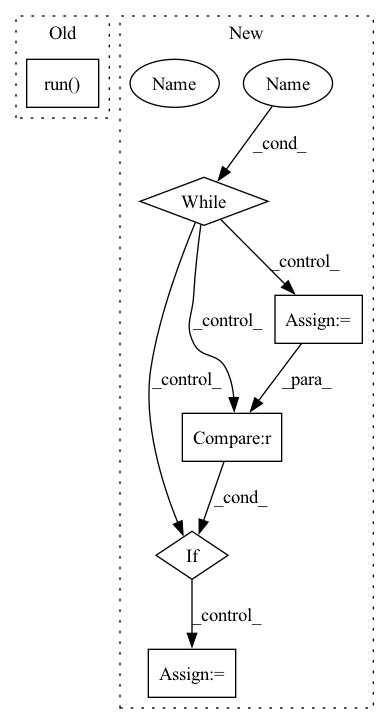 Old
New
run()
Name
Name
_cond_
While
_control_
Assign:=
_control_
_para_
_control_
Compare:r
_cond_
If
_control_
Assign:=